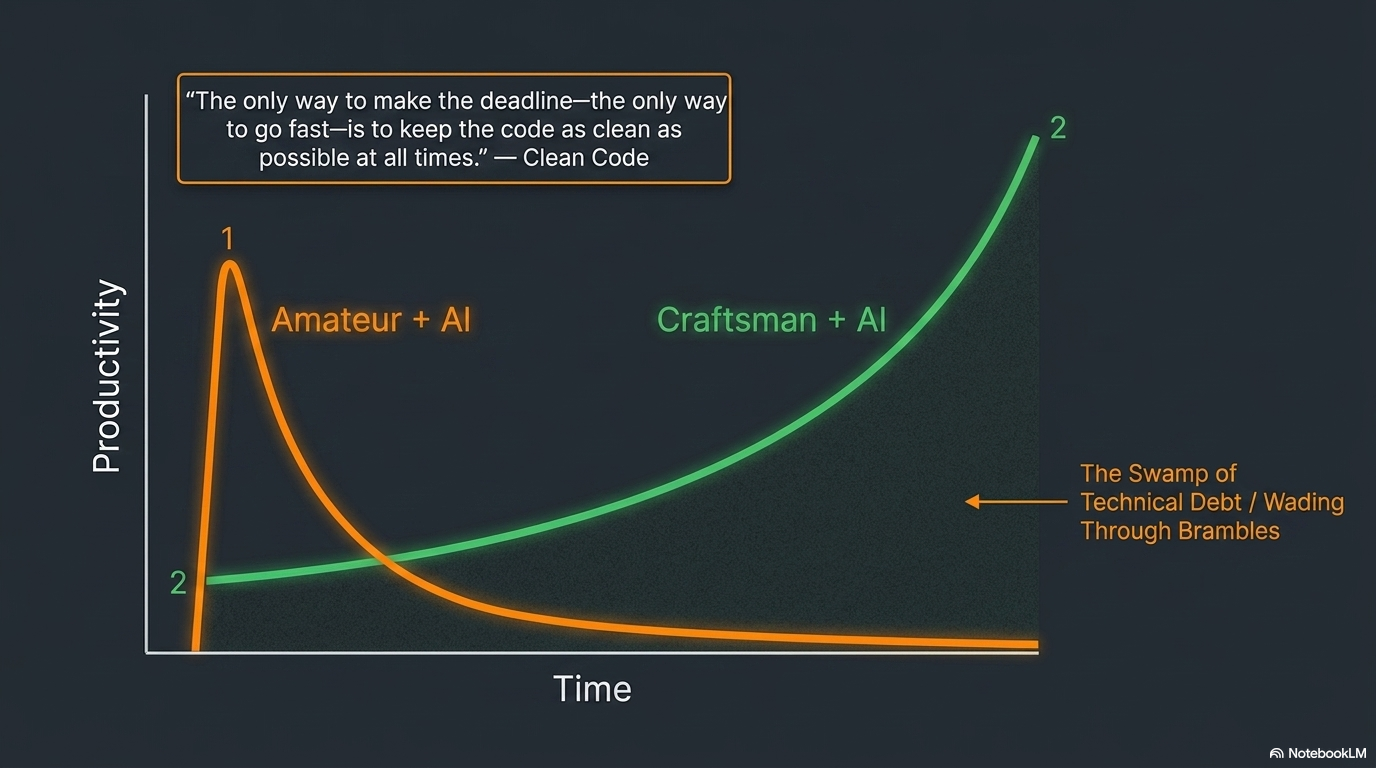 “The only way to make the deadline—the only way
to go fast—is to keep the code as clean as
possible at all times.” — Clean Code
1
2
Amateur + AI
Craftsman + AI
Productivity
The Swamp of
Technical Debt / Wading
Through Brambles
2
Time
NotebookLM